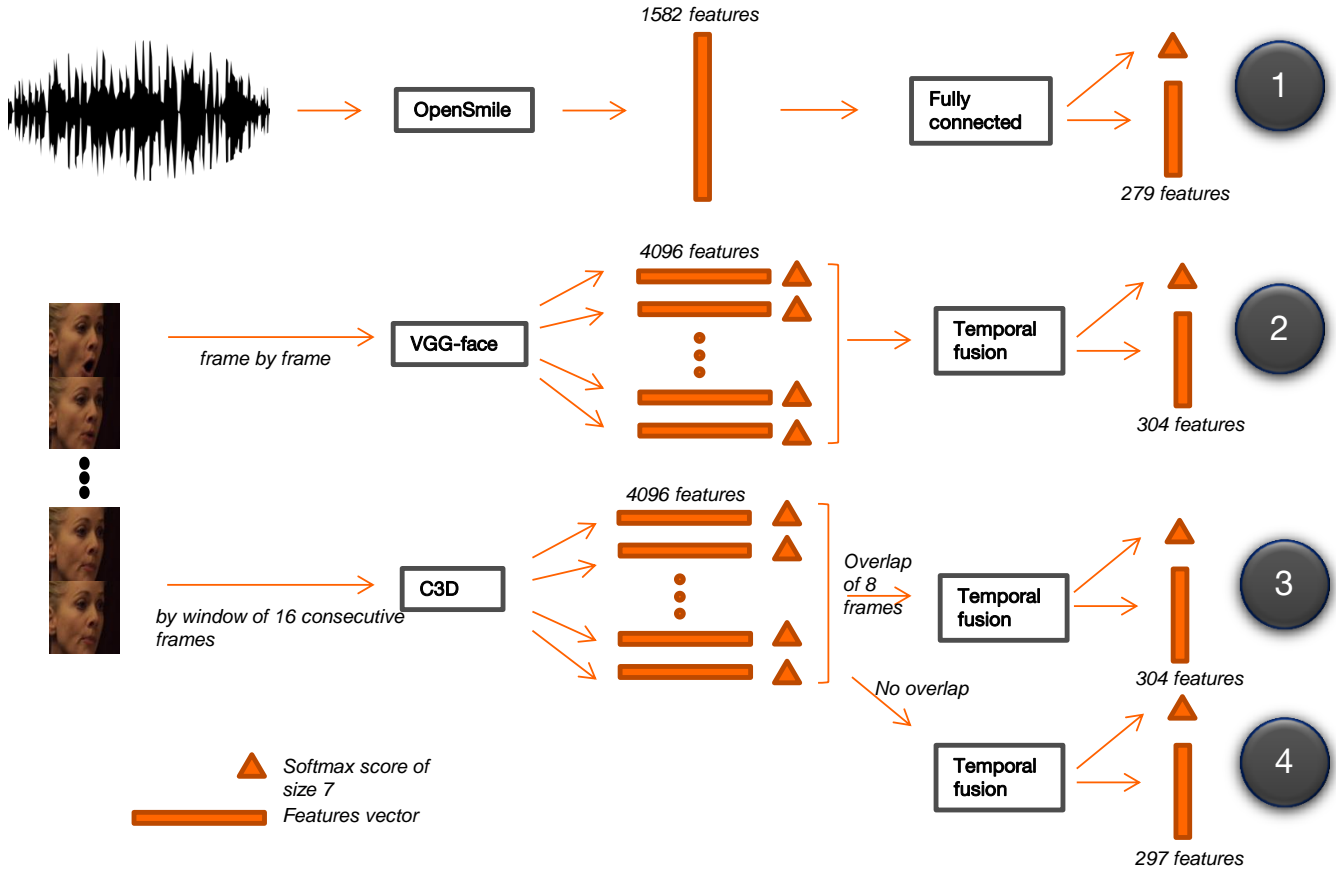 1582 features
OpenSmile
Fully
connected
279 features
1
4096 features
frame by frame
VGG-face
Temporal
fusion
304 features
2
4096 features
by window of 16 consecutive
frames
C3D
Overlap
of 8
frames
Temporal
fusion
304 features
3
No overlap
Temporal
fusion
297 features
4
Softmax score of
size 7
Features vector